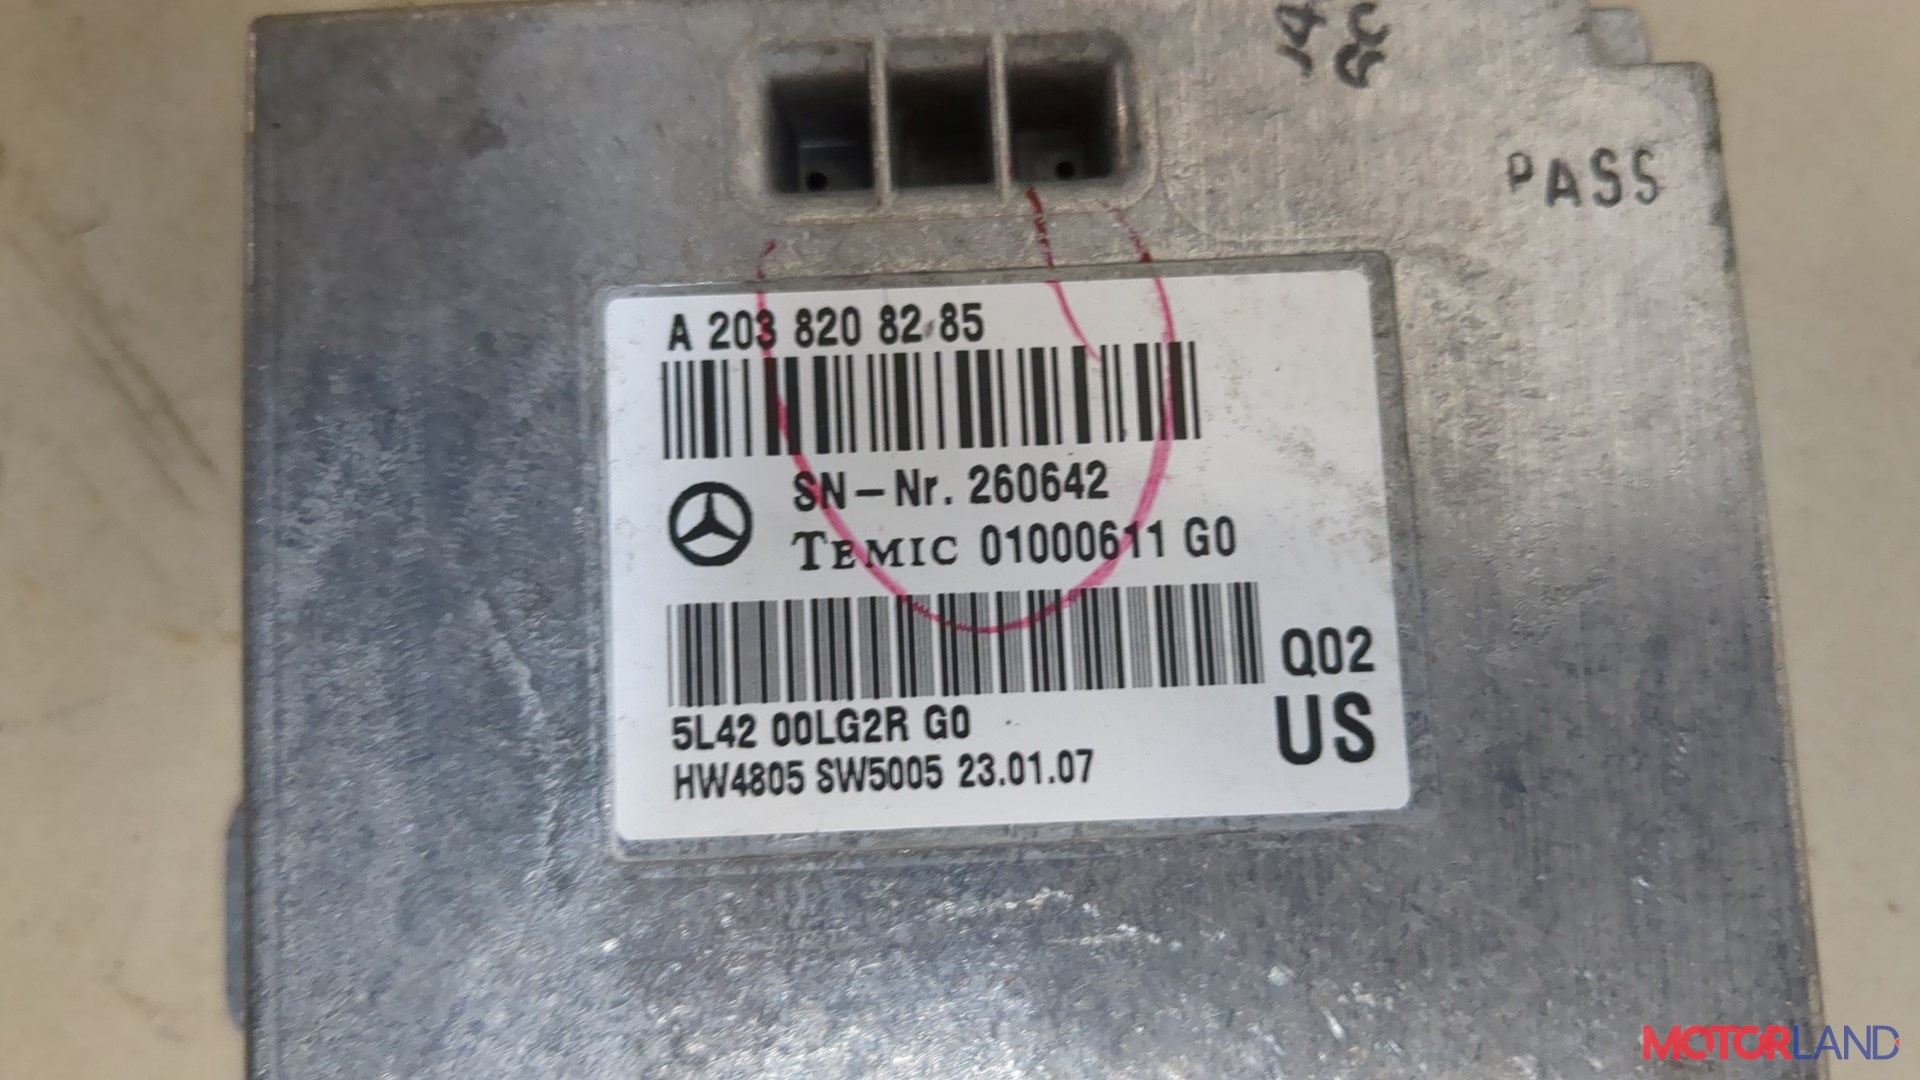 PASS
A 203 820 82 85
SN-Nr. 260642
TEMIC 01000611 G0
Q02
5L42 00LG2R G0
US
HW4805 SW5005 23.01.07
MOTORLAND